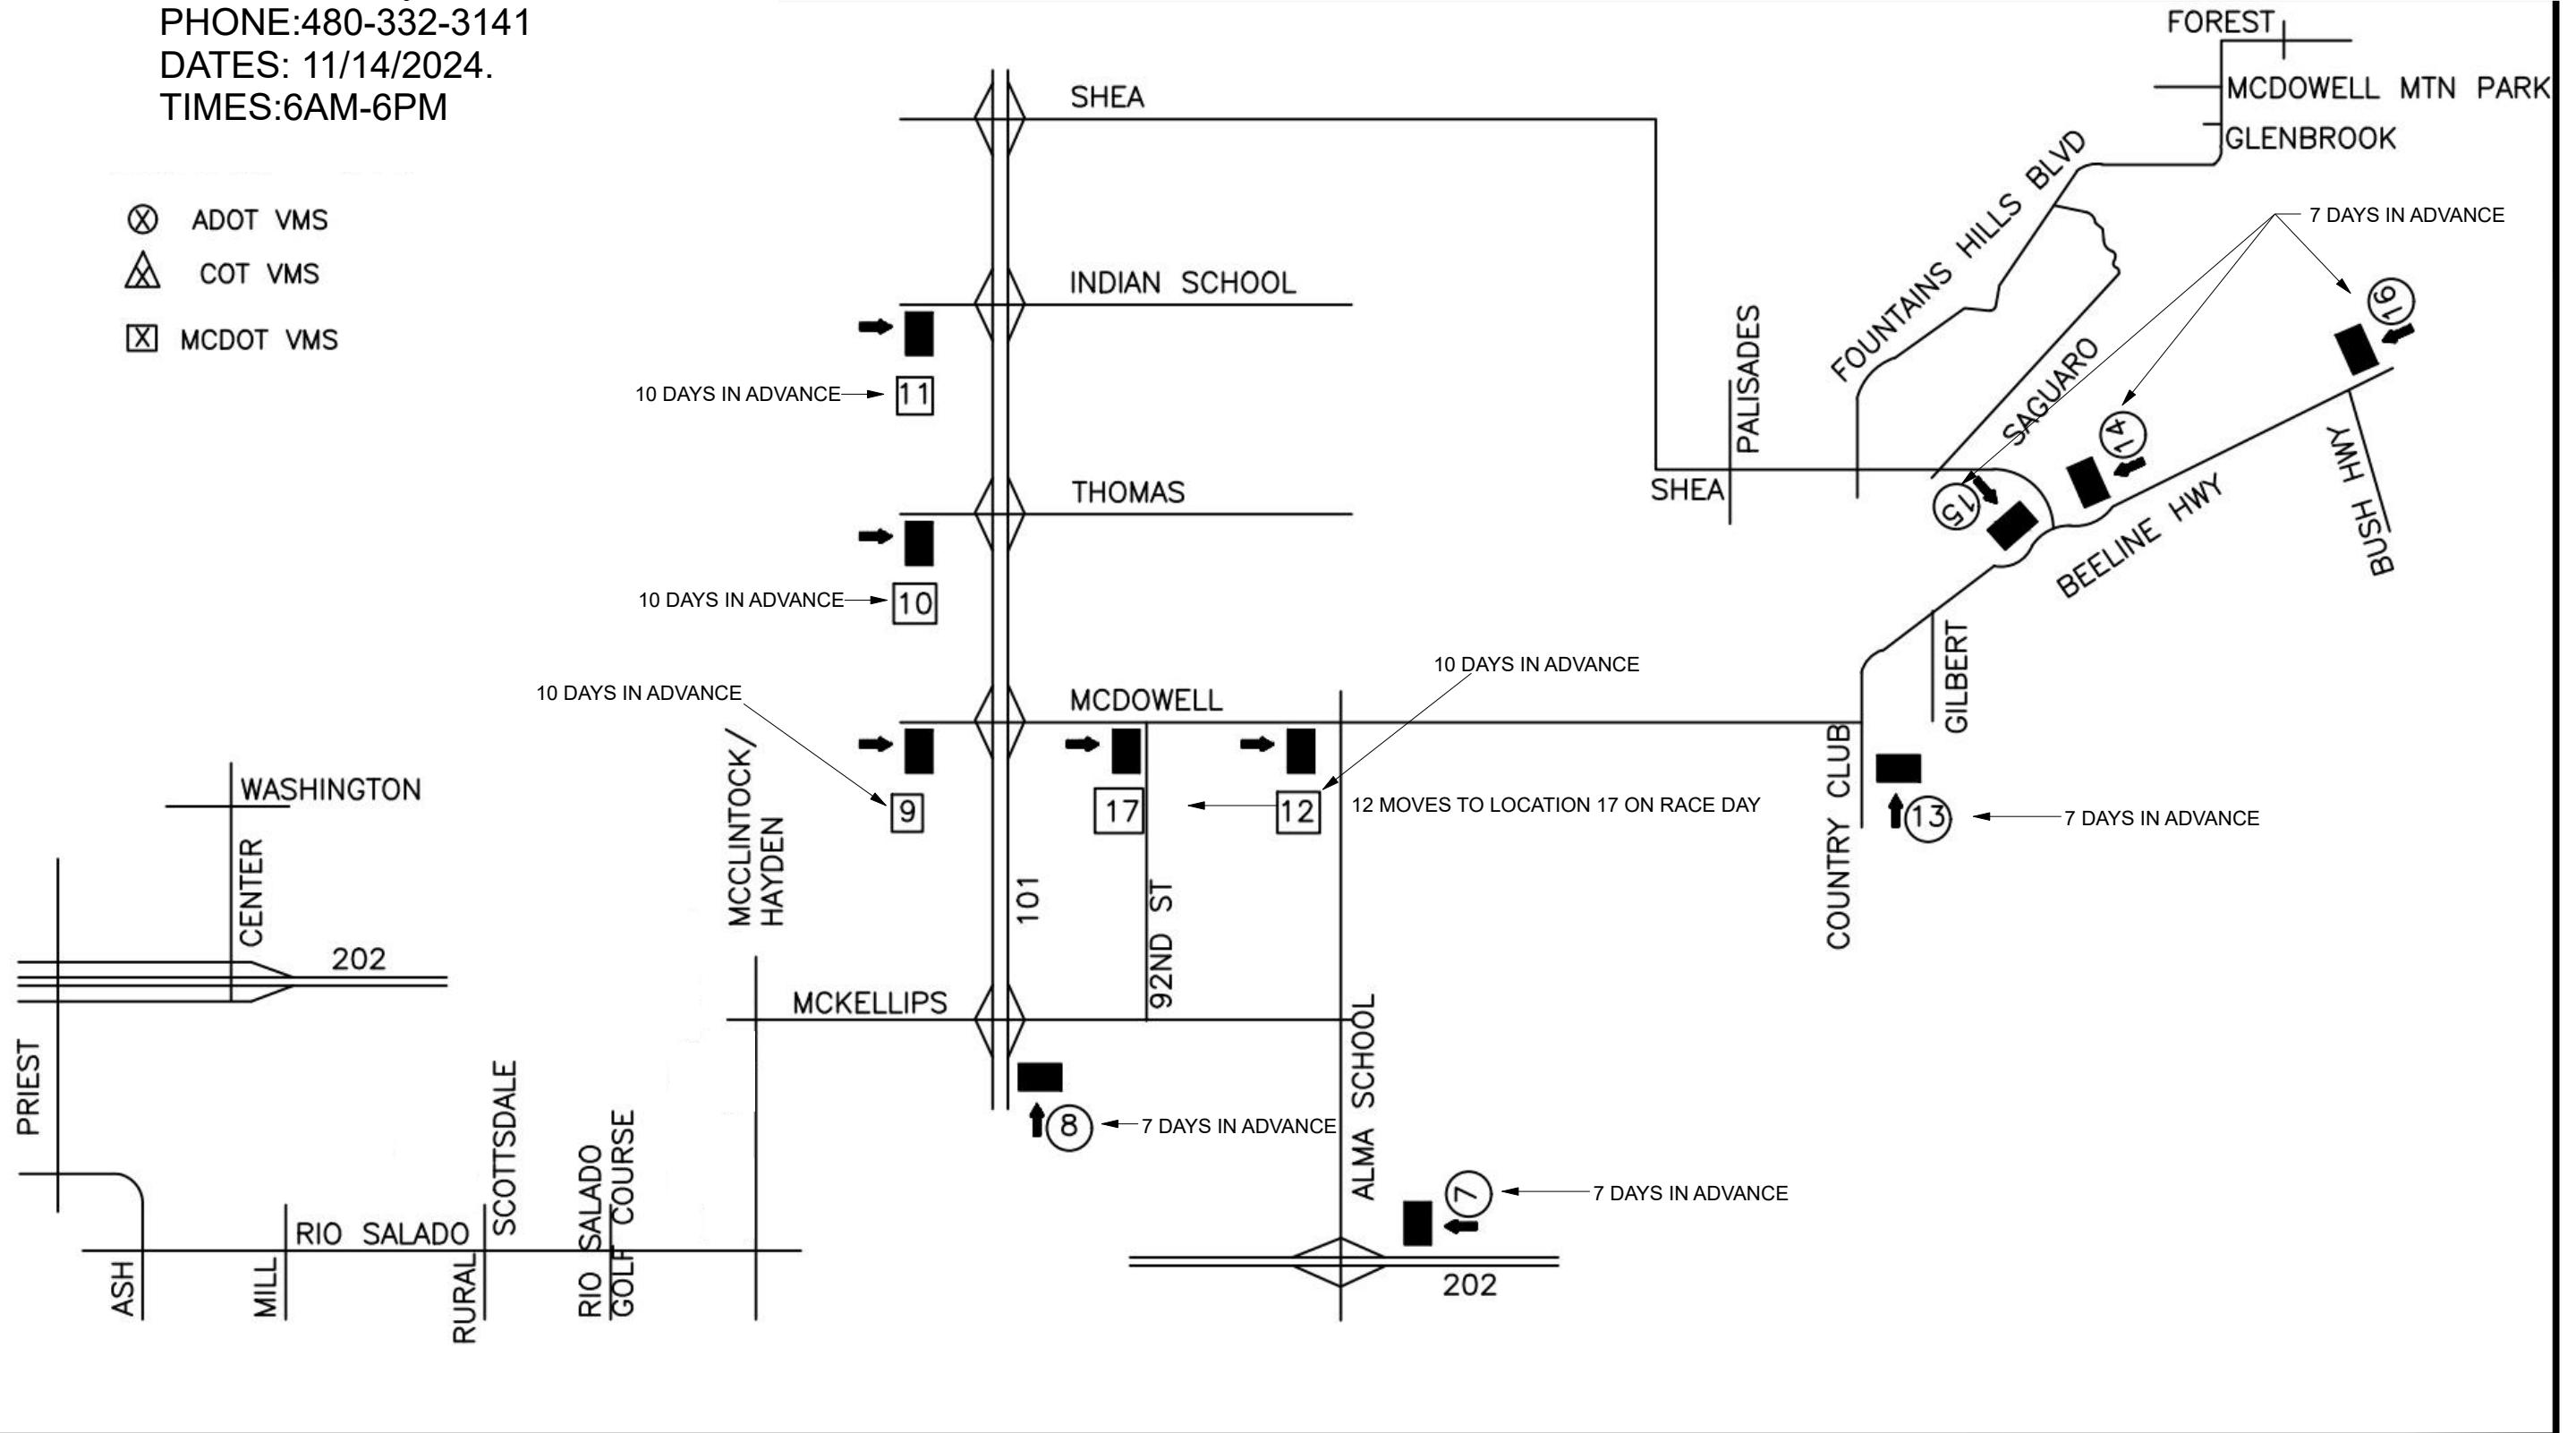 PHONE:480-332-3141
DATES: 11/14/2024.
TIMES:6AM-6PM
X ADOT VMS
X COT VMS
X MCDOT VMS
FOREST
MCDOWELL MTN PARK
GLENBROOK
SHEA
FOUNTAINS HILLS BLVD
7 DAYS IN ADVANCE
INDIAN SCHOOL
16
PALISADES
SAGUARO
10 DAYS IN ADVANCE
11
14
THOMAS
SHEA
15
BEELINE HWY
BUSH HWY
10 DAYS IN ADVANCE
10
GILBERT
10 DAYS IN ADVANCE
10 DAYS IN ADVANCE
MCDOWELL
MCCLINTOCK/
HAYDEN
9
17
12
12 MOVES TO LOCATION 17 ON RACE DAY
COUNTRY CLUB
13
7 DAYS IN ADVANCE
WASHINGTON
CENTER
101
92ND ST
202
MCKELLIPS
PRIEST
SCOTTSDALE
8
7 DAYS IN ADVANCE
ALMA SCHOOL
7
7 DAYS IN ADVANCE
RIO SALADO
RIO SALADO
GOLF COURSE
ASH
MILL
RURAL
202